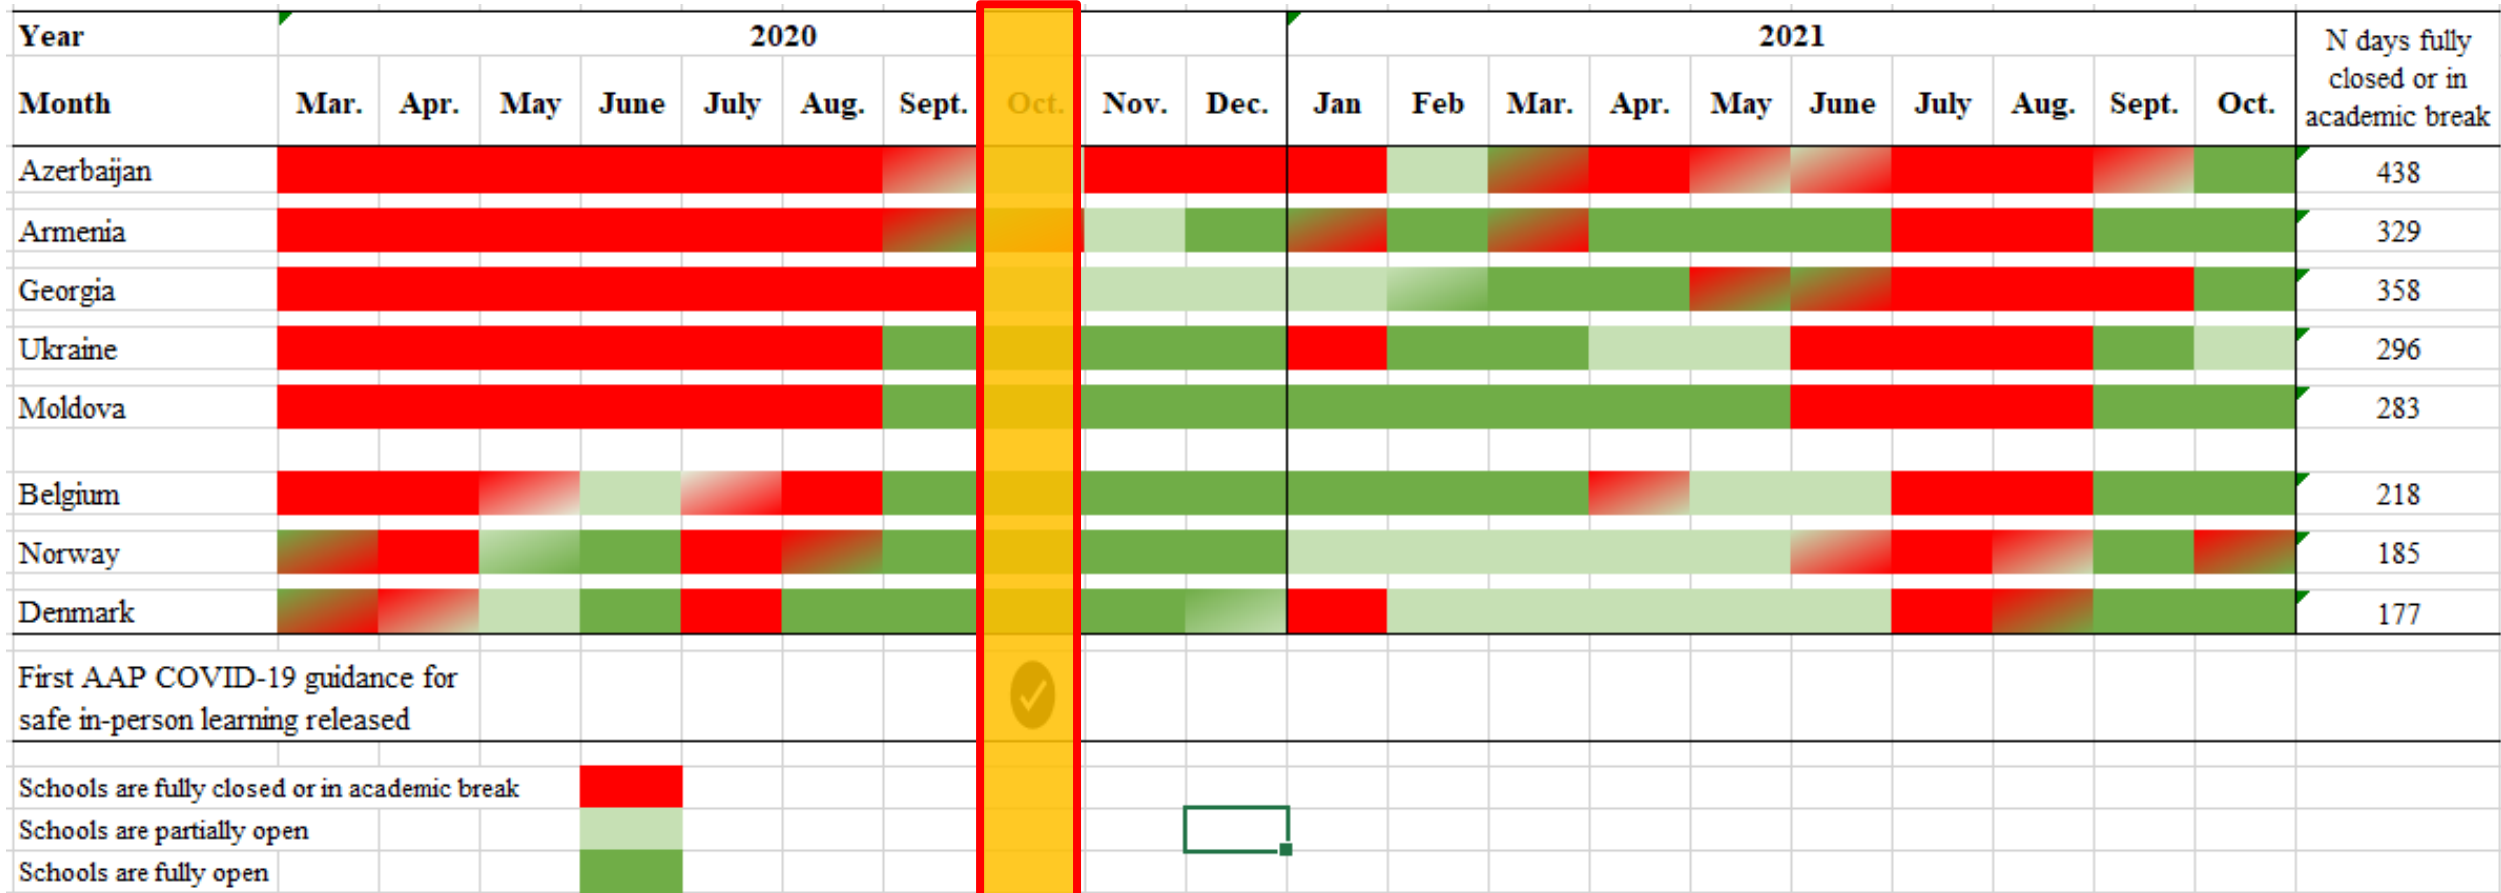 Year 2020 2021 N days fully
closed or in
academic break
Month Mar. Apr. May June July Aug. Sept. Oct. Nov. Dec. Jan Feb Mar. Apr. May June July Aug. Sept. Oct.
Azerbaijan 438
Armenia 329
Georgia 358
Ukraine 296
Moldova 283
Belgium 218
Norway 185
Denmark 177
First AAP COVID-19 guidance for
safe in-person learning released
Schools are fully closed or in academic break
Schools are partially open
Schools are fully open